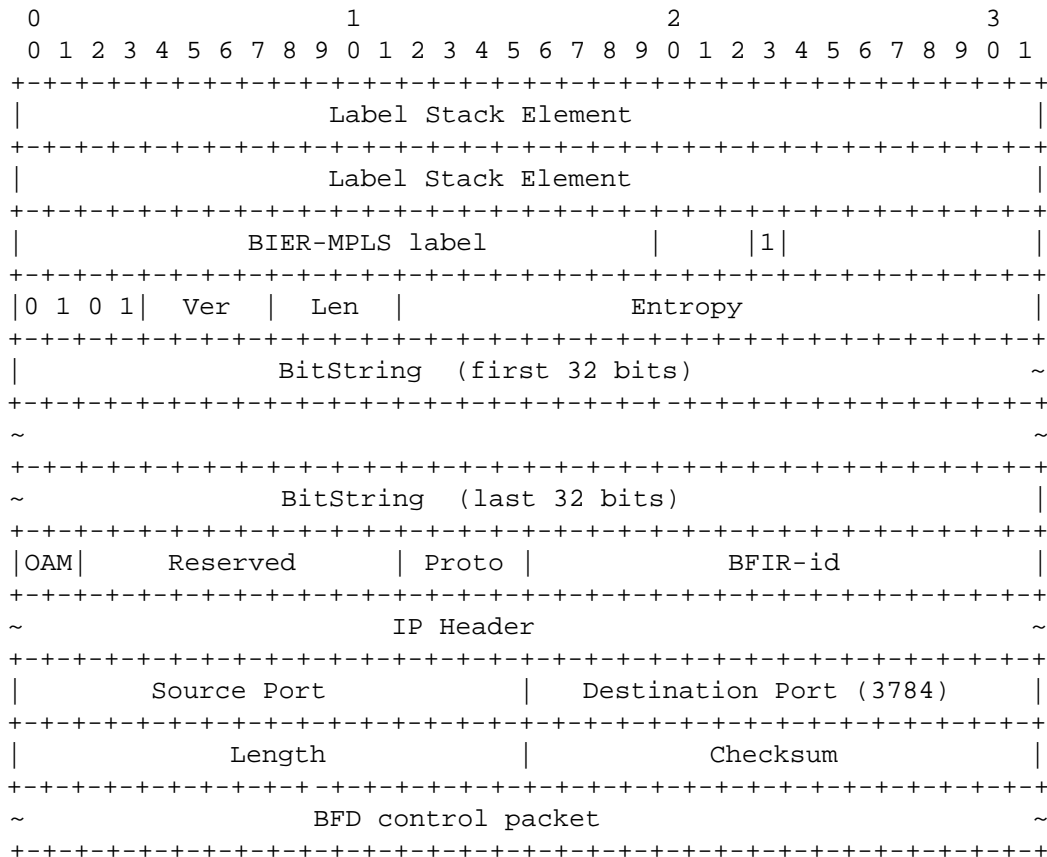 0                   1                   2                   3
 0 1 2 3 4 5 6 7 8 9 0 1 2 3 4 5 6 7 8 9 0 1 2 3 4 5 6 7 8 9 0 1
+-+-+-+-+-+-+-+-+-+-+-+-+-+-+-+-+-+-+-+-+-+-+-+-+-+-+-+-+-+-+-+-+
|                   Label Stack Element                         |
+-+-+-+-+-+-+-+-+-+-+-+-+-+-+-+-+-+-+-+-+-+-+-+-+-+-+-+-+-+-+-+-+
|                   Label Stack Element                         |
+-+-+-+-+-+-+-+-+-+-+-+-+-+-+-+-+-+-+-+-+-+-+-+-+-+-+-+-+-+-+-+-+
|              BIER-MPLS label          |     |1|               |
+-+-+-+-+-+-+-+-+-+-+-+-+-+-+-+-+-+-+-+-+-+-+-+-+-+-+-+-+-+-+-+-+
|0 1 0 1|  Ver  |  Len  |              Entropy                  |
+-+-+-+-+-+-+-+-+-+-+-+-+-+-+-+-+-+-+-+-+-+-+-+-+-+-+-+-+-+-+-+-+
|                BitString  (first 32 bits)                     ~
+-+-+-+-+-+-+-+-+-+-+-+-+-+-+-+-+-+-+-+-+-+-+-+-+-+-+-+-+-+-+-+-+
~                                                               ~
+-+-+-+-+-+-+-+-+-+-+-+-+-+-+-+-+-+-+-+-+-+-+-+-+-+-+-+-+-+-+-+-+
~                BitString  (last 32 bits)                      |
+-+-+-+-+-+-+-+-+-+-+-+-+-+-+-+-+-+-+-+-+-+-+-+-+-+-+-+-+-+-+-+-+
|OAM|     Reserved      | Proto |            BFIR-id            |
+-+-+-+-+-+-+-+-+-+-+-+-+-+-+-+-+-+-+-+-+-+-+-+-+-+-+-+-+-+-+-+-+
~                       IP Header                               ~
+-+-+-+-+-+-+-+-+-+-+-+-+-+-+-+-+-+-+-+-+-+-+-+-+-+-+-+-+-+-+-+-+
|        Source Port            |   Destination Port (3784)     |
+-+-+-+-+-+-+-+-+-+-+-+-+-+-+-+-+-+-+-+-+-+-+-+-+-+-+-+-+-+-+-+-+
|             Length            |           Checksum            |
+-+-+-+-+-+-+-+-+-+-+-+-+-+-+-+-+-+-+-+-+-+-+-+-+-+-+-+-+-+-+-+-+
~                  BFD control packet                           ~
+-+-+-+-+-+-+-+-+-+-+-+-+-+-+-+-+-+-+-+-+-+-+-+-+-+-+-+-+-+-+-+-+